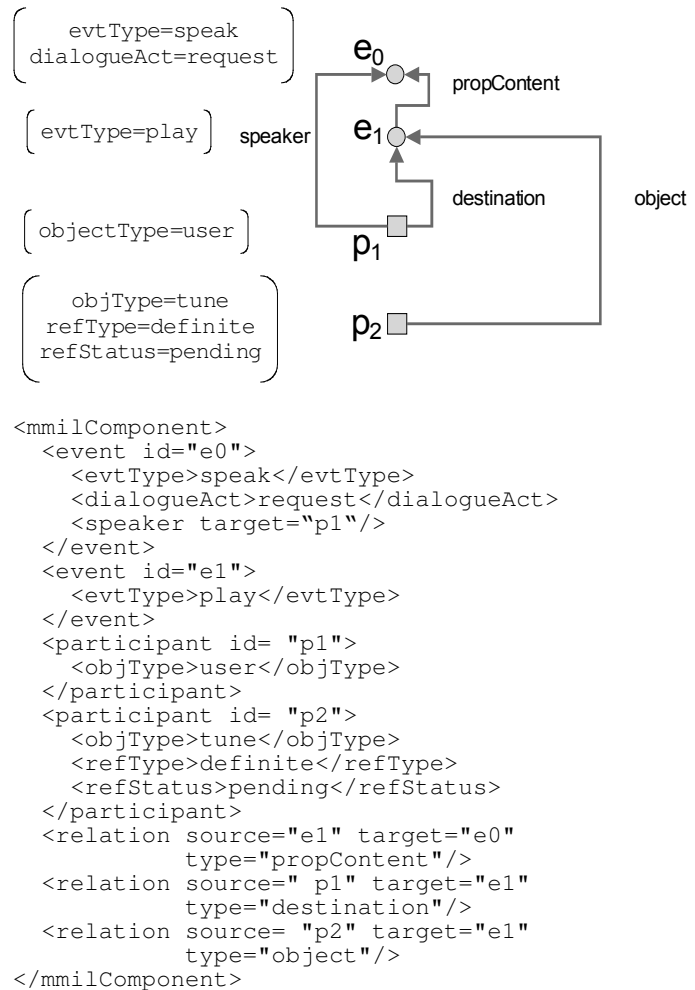 evtType=speak
dialogueAct=request
e0
propContent
evtType=play
speaker
e1
destination
object
objectType=user
p1
objType=tune
refType=definite
refStatus=pending
p2
<mmilComponent>
  <event id="e0">
    <evtType>speak</evtType>
    <dialogueAct>request</dialogueAct>
    <speaker target=“p1“/>
  </event>
  <event id="e1">
    <evtType>play</evtType>
  </event>
  <participant id= "p1">
    <objType>user</objType>
  </participant>
  <participant id= "p2">
    <objType>tune</objType>
    <refType>definite</refType>
    <refStatus>pending</refStatus>
  </participant>
  <relation source="e1" target="e0"
            type="propContent"/>
  <relation source=" p1" target="e1"
            type="destination"/>
  <relation source= "p2" target="e1"
            type="object"/>
</mmilComponent>